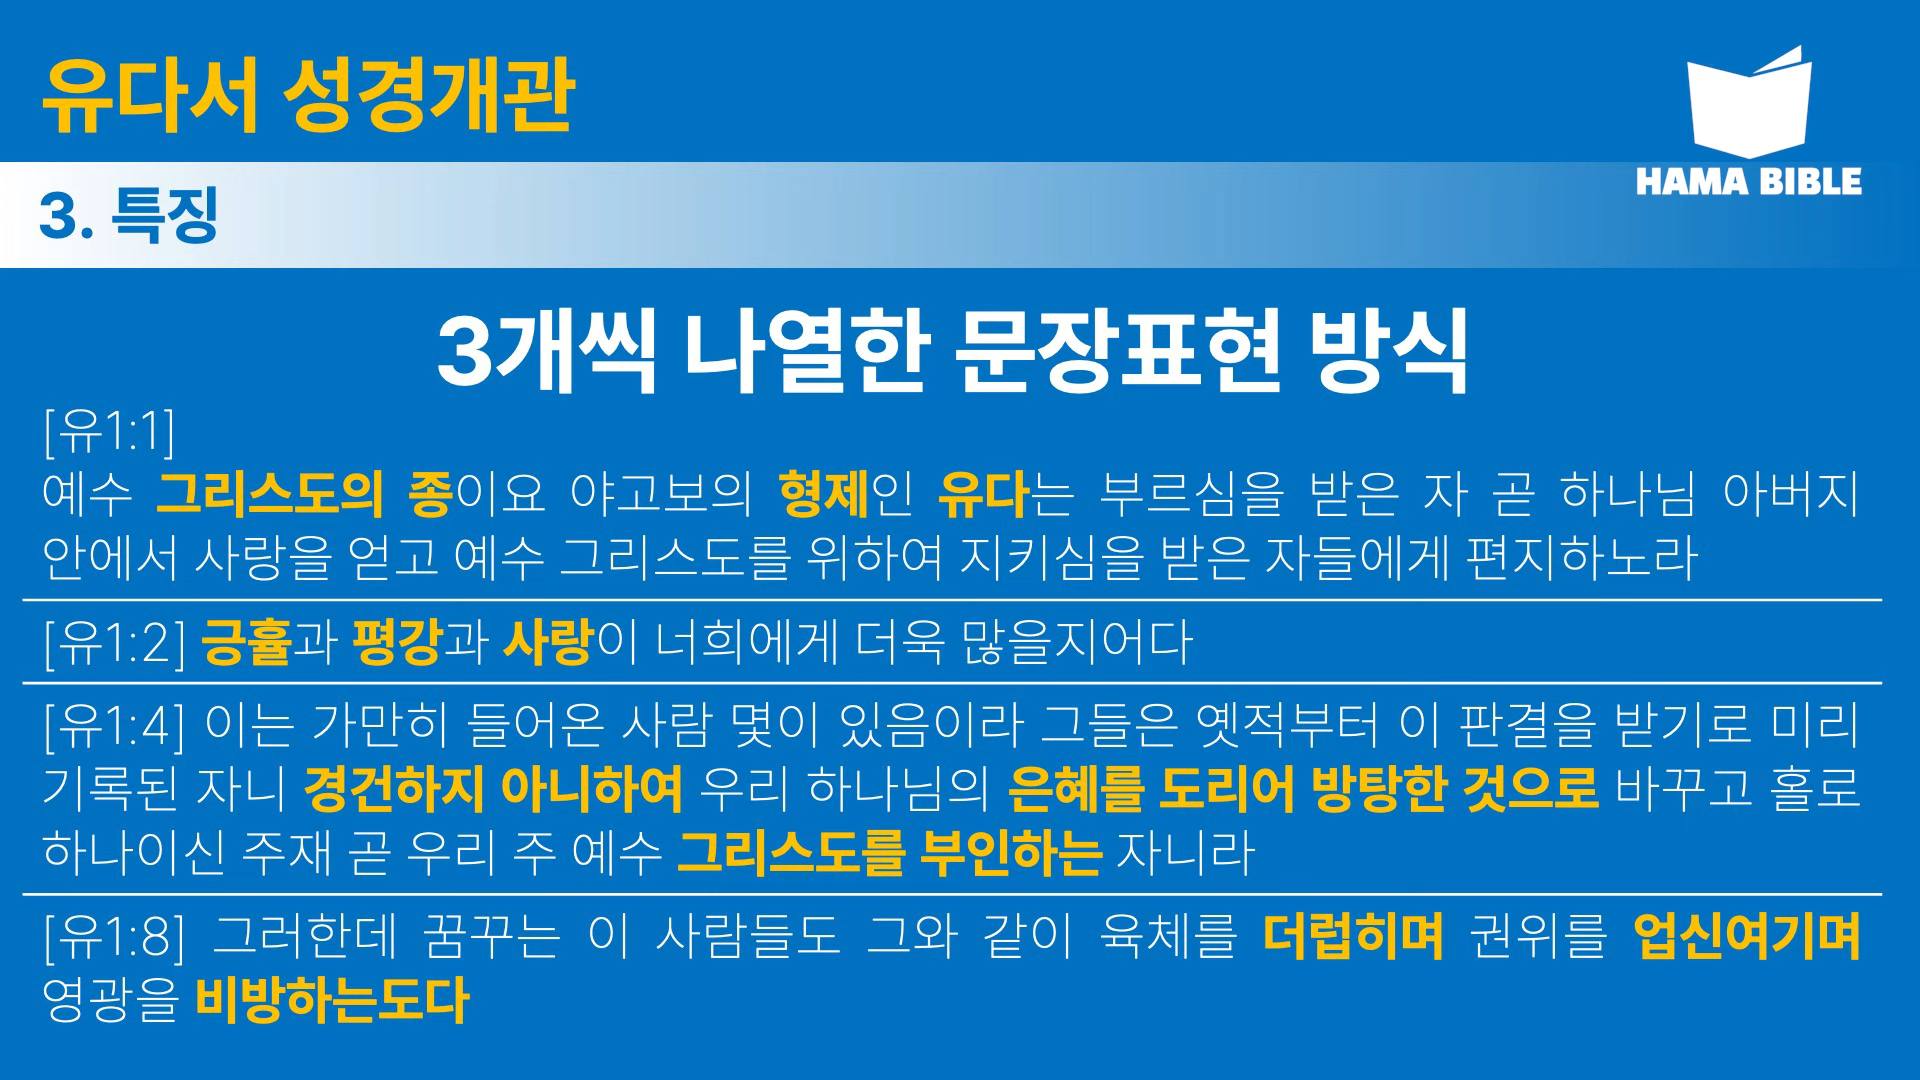 유다서 성경개관
HAMA BIBLE
3. 특징
3개씩 나열한 문장표현 방식
[유1:1]
예수 그리스도의 종이요 야고보의 형제인 유다는 부르심을 받은 자 곧 하나님 아버지
안에서 사랑을 얻고 예수 그리스도를 위하여 지키심을 받은 자들에게 편지하노라
[유1:2] 긍휼과 평강과 사랑이 너희에게 더욱 많을지어다
[유1:4] 이는 가만히 들어온 사람 몇이 있음이라 그들은 옛적부터 이 판결을 받기로 미리
기록된 자니 경건하지 아니하여 우리 하나님의 은혜를 도리어 방탕한 것으로 바꾸고 홀로
하나이신 주재 곧 우리 주 예수 그리스도를 부인하는 자니라
[유1:8] 그러한데 꿈꾸는 이 사람들도 그와 같이 육체를 더럽히며 권위를 업신여기며
영광을 비방하는도다